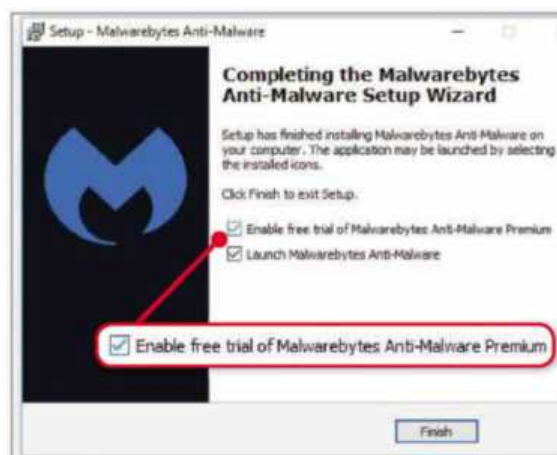 Setup - Malwarebytes Anti-Malware
Completing the Malwarebytes
Anti-Malware Setup Wizard
Setup has finished installing Malwarebytes Anti-Malware on
your computer. The application may be launched by selecting
the installed icons.
Click Finish to exit Setup.
Enable free trial of Malwarebytes Anti-Malware Premium
Launch Malwarebytes Anti-Malware
Enable free trial of Malwarebytes Anti-Malware Premium
Finish